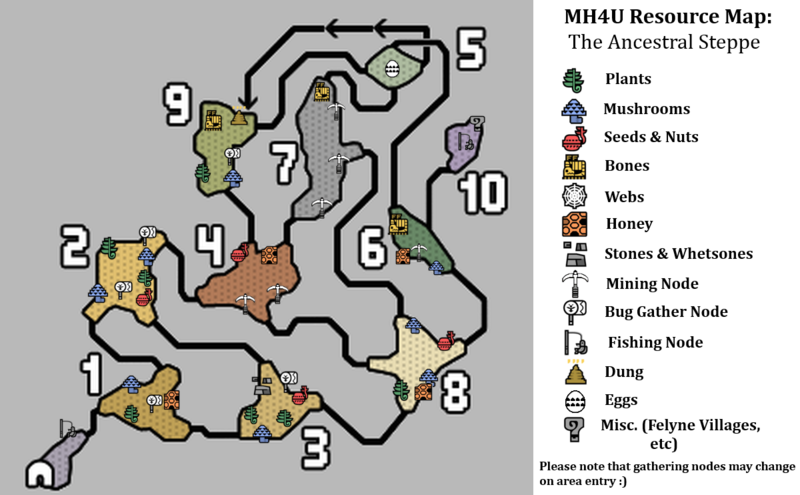 MH4U Resource Map:
The Ancestral Steppe
Plants
Mushrooms
Seeds & Nuts
Bones
Webs
Honey
Stones & Whetsones
Mining Node
Bug Gather Node
Fishing Node
Dung
Eggs
Misc. (Felyne Villages,
etc)
Please note that gathering nodes may change
on area entry :)
5
9
7
10
2
4
6
1
8
3